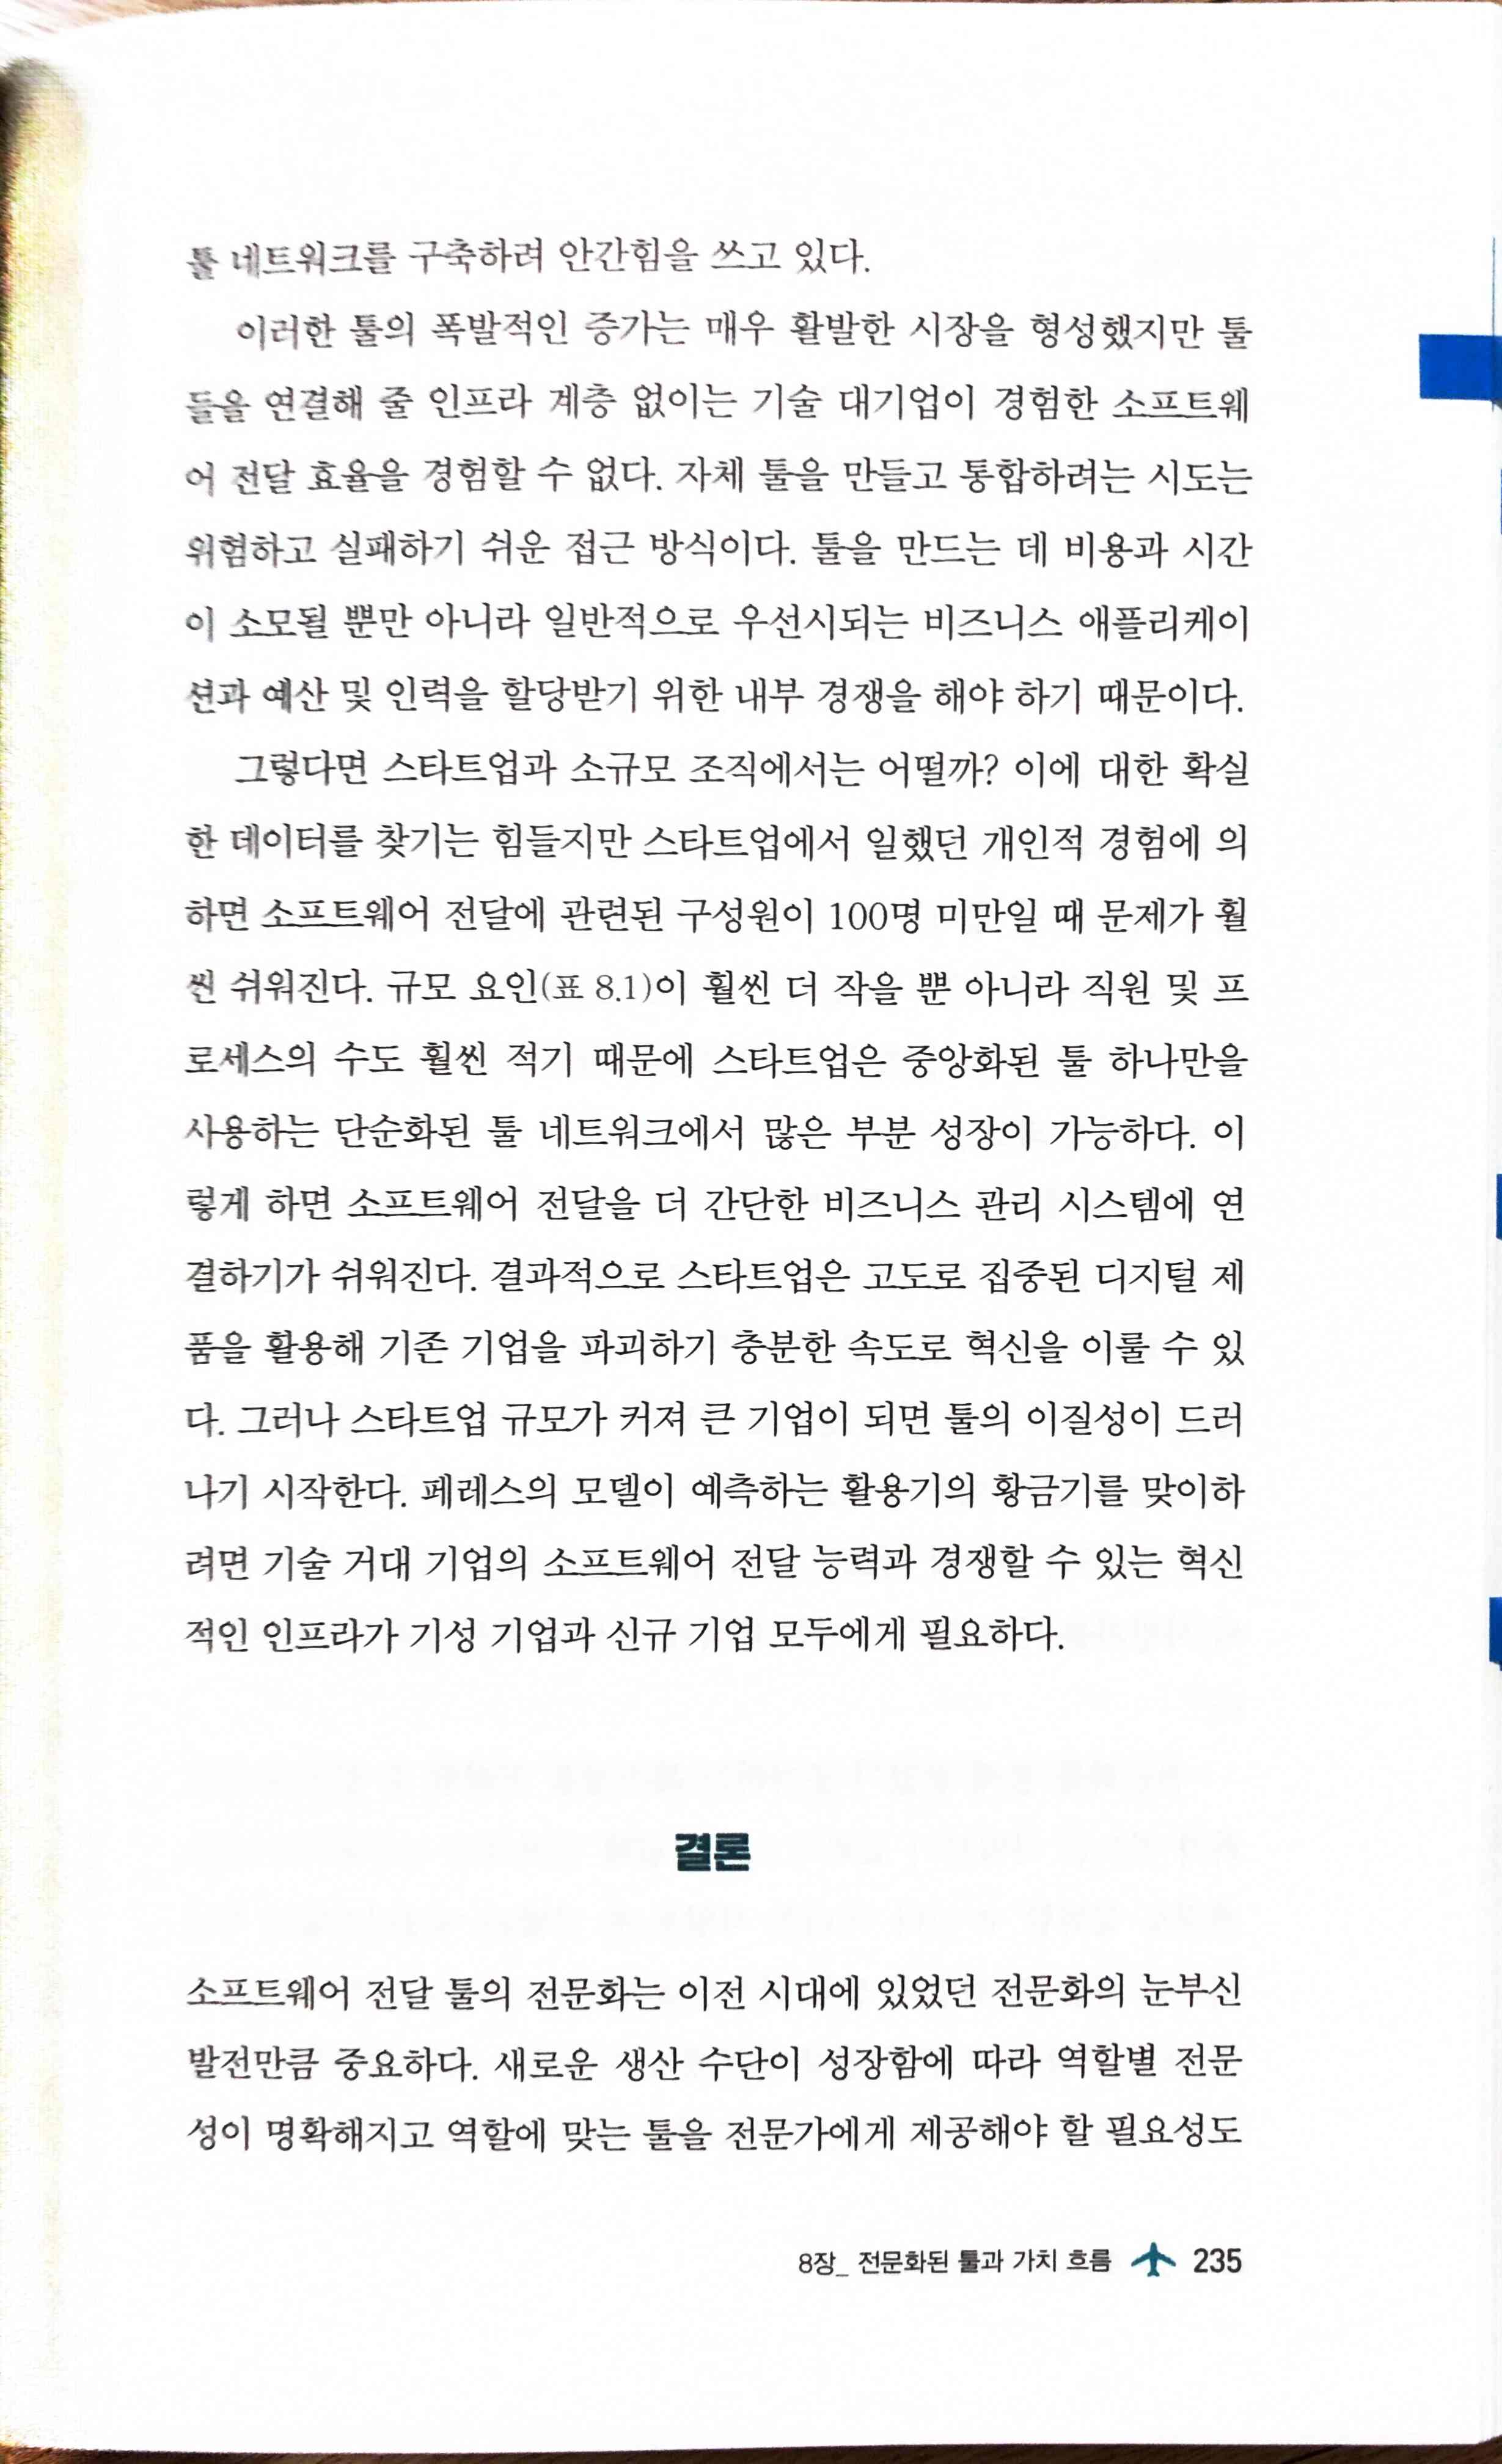 툴 네트워크를 구축하려 안간힘을 쓰고 있다.
이러한 툴의 폭발적인 증가는 매우 활발한 시장을 형성했지만 툴
들을 연결해 줄 인프라 계층 없이는 기술 대기업이 경험한 소프트웨
어 전달 효율을 경험할 수 없다. 자체 툴을 만들고 통합하려는 시도는
위험하고 실패하기 쉬운 접근 방식이다. 툴을 만드는 데 비용과 시간
이 소모될 뿐만 아니라 일반적으로 우선시되는 비즈니스 애플리케이
션과 예산 및 인력을 할당받기 위한 내부 경쟁을 해야 하기 때문이다.
그렇다면 스타트업과 소규모 조직에서는 어떨까? 이에 대한 확실
한 데이터를 찾기는 힘들지만 스타트업에서 일했던 개인적 경험에 의
하면 소프트웨어 전달에 관련된 구성원이 100명 미만일 때 문제가 훨
씬 쉬워진다. 규모 요인(표 8.1)이 훨씬 더 작을 뿐 아니라 직원 및 프
로세스의 수도 훨씬 적기 때문에 스타트업은 중앙화된 툴 하나만을
사용하는 단순화된 툴 네트워크에서 많은 부분 성장이 가능하다. 이
렇게 하면 소프트웨어 전달을 더 간단한 비즈니스 관리 시스템에 연
결하기가 쉬워진다. 결과적으로 스타트업은 고도로 집중된 디지털 제
품을 활용해 기존 기업을 파괴하기 충분한 속도로 혁신을 이룰 수 있
다. 그러나 스타트업 규모가 커져 큰 기업이 되면 툴의 이질성이 드러
나기 시작한다. 페레스의 모델이 예측하는 활용기의 황금기를 맞이하
려면 기술 거대 기업의 소프트웨어 전달 능력과 경쟁할 수 있는 혁신
적인 인프라가 기성 기업과 신규 기업 모두에게 필요하다.
결론
소프트웨어 전달 툴의 전문화는 이전 시대에 있었던 전문화의 눈부신
발전만큼 중요하다. 새로운 생산 수단이 성장함에 따라 역할별 전문
성이 명확해지고 역할에 맞는 툴을 전문가에게 제공해야 할 필요성도
8장_ 전문화된 툴과 가치 흐름 235